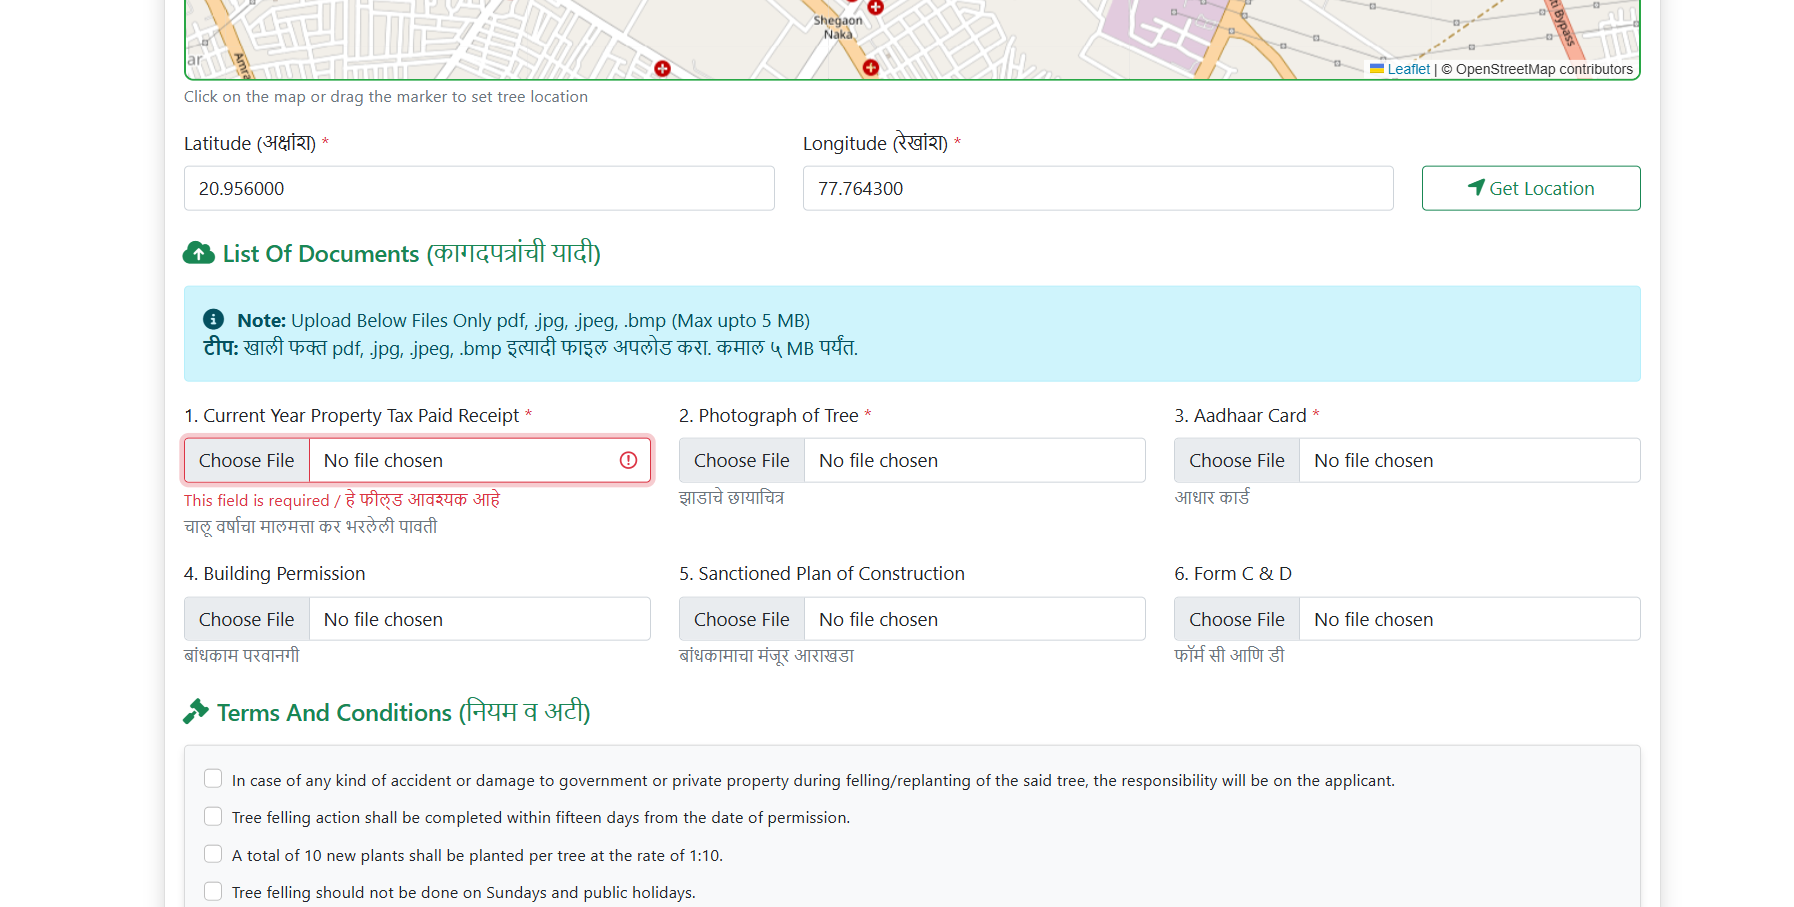 Shegaon
Naka
ar
Amra
ti Bypass
Leaflet | © OpenStreetMap contributors
Click on the map or drag the marker to set tree location
Latitude (अक्षांश) *
Longitude (रेखांश) *
20.956000
77.764300
Get Location
List Of Documents (कागदपत्रांची यादी)
Note: Upload Below Files Only pdf, .jpg, .jpeg, .bmp (Max upto 5 MB)
टीप: खाली फक्त pdf, .jpg, .jpeg, .bmp इत्यादी फाइल अपलोड करा. कमाल ५ MB पर्यंत.
1. Current Year Property Tax Paid Receipt *
2. Photograph of Tree *
3. Aadhaar Card *
Choose File No file chosen
Choose File No file chosen
Choose File No file chosen
This field is required / हे फील्ड आवश्यक आहे
चालू वर्षाचा मालमत्ता कर भरलेली पावती
झाडाचे छायाचित्र
आधार कार्ड
4. Building Permission
5. Sanctioned Plan of Construction
6. Form C & D
Choose File No file chosen
Choose File No file chosen
Choose File No file chosen
बांधकाम परवानगी
बांधकामाचा मंजूर आराखडा
फॉर्म सी आणि डी
Terms And Conditions (नियम व अटी)
In case of any kind of accident or damage to government or private property during felling/replanting of the said tree, the responsibility will be on the applicant.
Tree felling action shall be completed within fifteen days from the date of permission.
A total of 10 new plants shall be planted per tree at the rate of 1:10.
Tree felling should not be done on Sundays and public holidays.